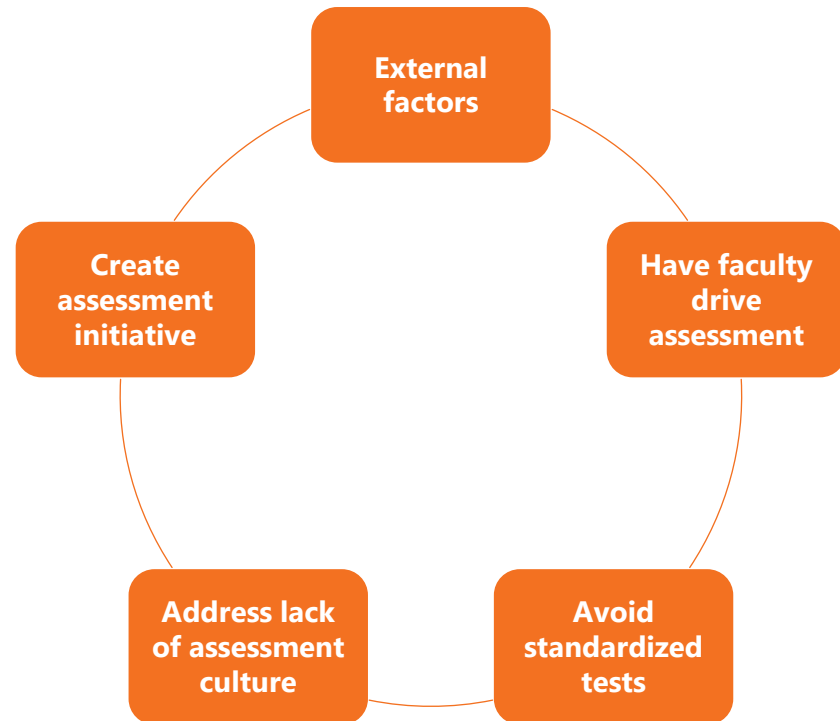 External
factors
Have faculty
drive
assessment
Avoid
standardized
tests
Address lack
of assessment
culture
Create
assessment
initiative